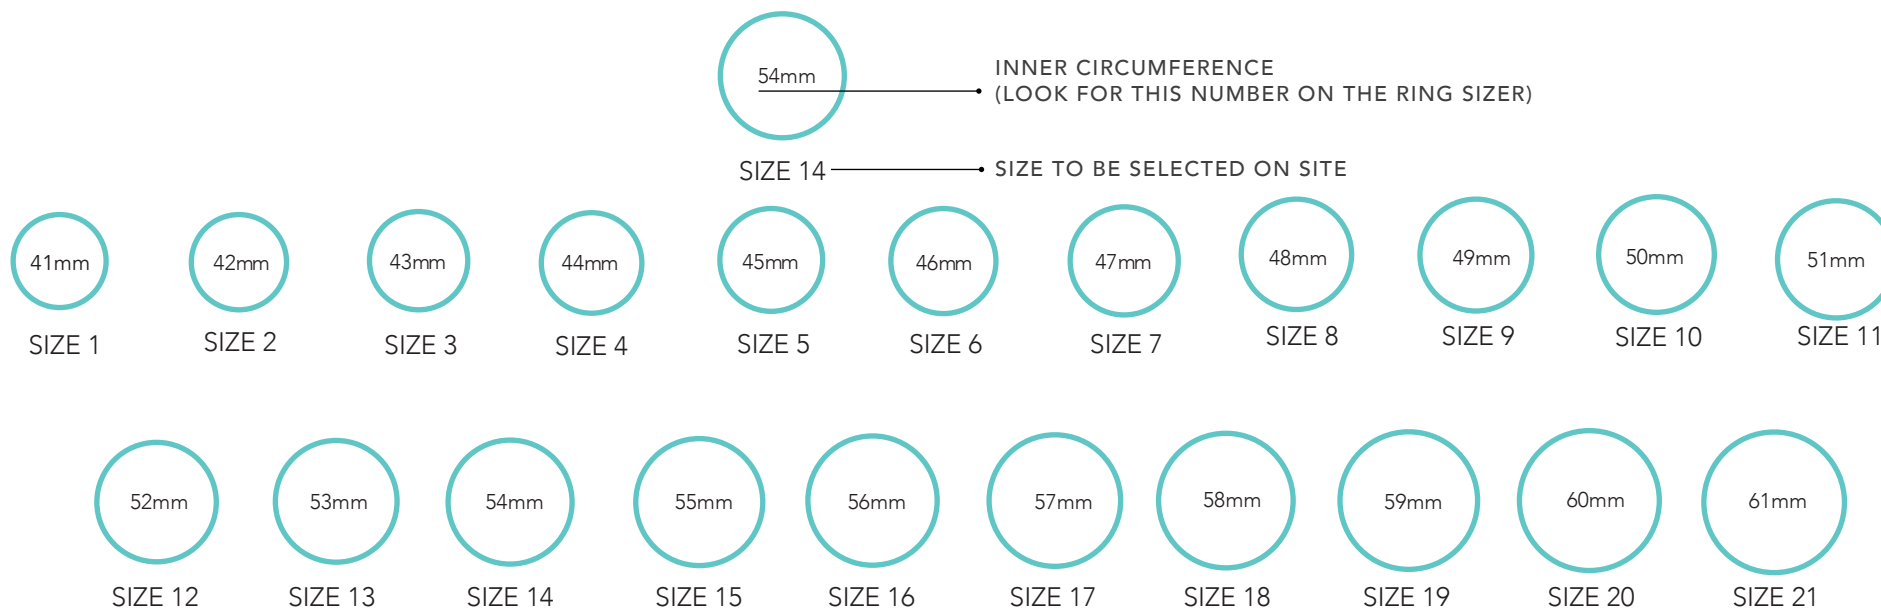 54mm
INNER CIRCUMFERENCE
(LOOK FOR THIS NUMBER ON THE RING SIZER)
SIZE 14
SIZE TO BE SELECTED ON SITE
41mm
42mm
43mm
44mm
45mm
46mm
47mm
48mm
49mm
50mm
51mm
SIZE 1
SIZE 2
SIZE 3
SIZE 4
SIZE 5
SIZE 6
SIZE 7
SIZE 8
SIZE 9
SIZE 10
SIZE 11
52mm
53mm
54mm
55mm
56mm
57mm
58mm
59mm
60mm
61mm
SIZE 12
SIZE 13
SIZE 14
SIZE 15
SIZE 16
SIZE 17
SIZE 18
SIZE 19
SIZE 20
SIZE 21